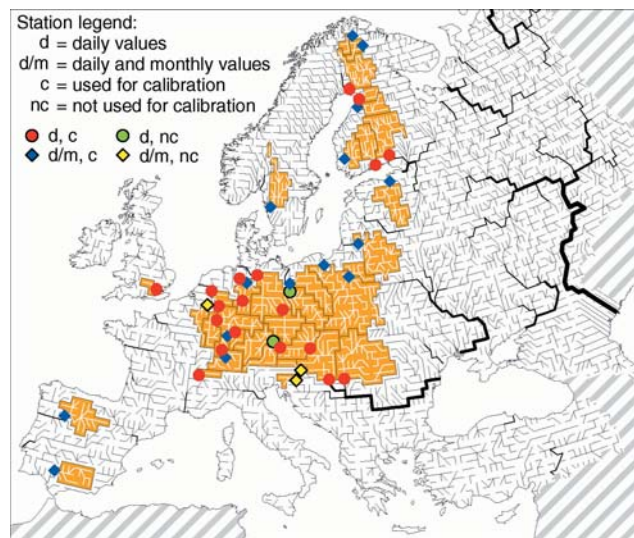 Station legend:
d = daily values
d/m = daily and monthly values
c = used for calibration
nc = not used for calibration
d, c d, nc
d/m, c d/m, nc